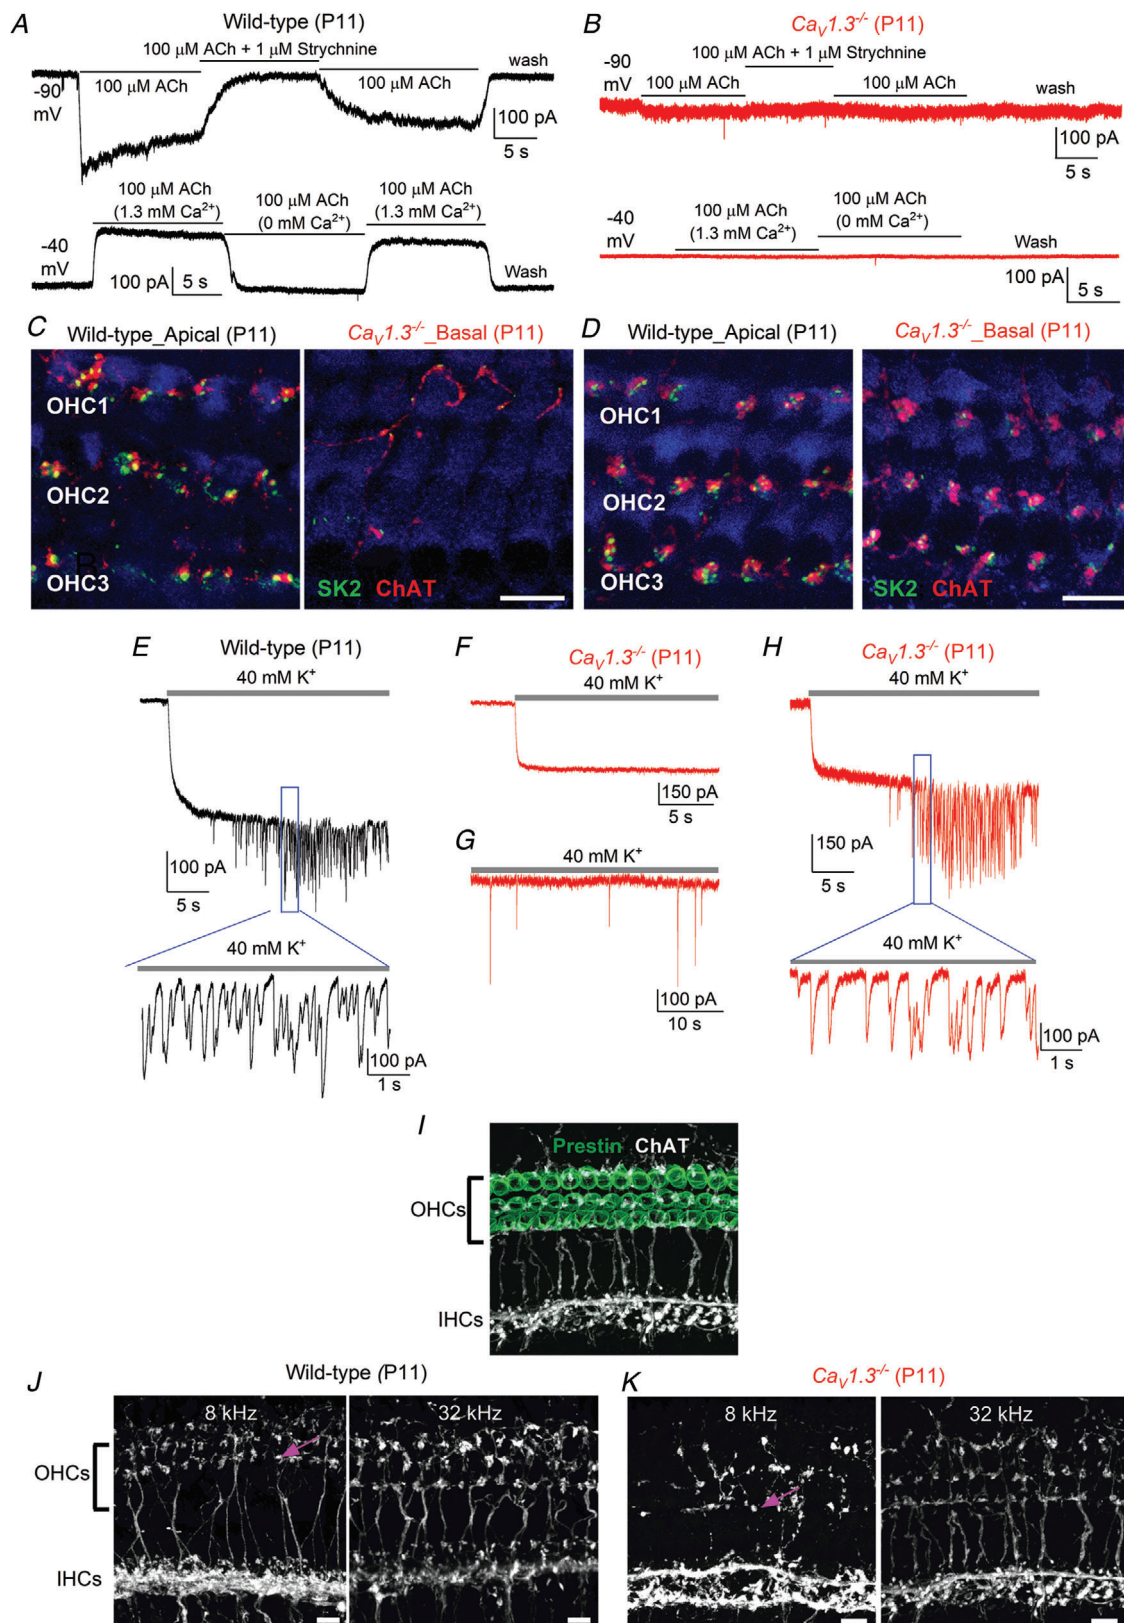 A
Wild-type (P11)
100 μM ACh + 1 μM Strychnine
-90
mV
100 μM ACh
100 μM ACh
wash
100 pA
5 s
100 μM ACh
(1.3 mM Ca²⁺)
100 μM ACh
(0 mM Ca²⁺)
100 μM ACh
(1.3 mM Ca²⁺)
-40
mV
100 pA
5 s
Wash
B
CaV1.3-/- (P11)
100 μM ACh + 1 μM Strychnine
-90
mV
100 μM ACh
100 μM ACh
wash
100 pA
5 s
-40
mV
100 μM ACh
(1.3 mM Ca²⁺)
100 μM ACh
(0 mM Ca²⁺)
Wash
100 pA
5 s
C
Wild-type_Apical (P11)
CaV1.3-/-_Basal (P11)
OHC1
OHC2
OHC3
SK2 ChAT
D
Wild-type_Apical (P11)
CaV1.3-/-_Basal (P11)
OHC1
OHC2
OHC3
SK2 ChAT
E
Wild-type (P11)
40 mM K⁺
100 pA
5 s
40 mM K⁺
100 pA
1 s
F
CaV1.3-/- (P11)
40 mM K⁺
150 pA
5 s
G
40 mM K⁺
100 pA
10 s
H
CaV1.3-/- (P11)
40 mM K⁺
150 pA
5 s
40 mM K⁺
100 pA
1 s
I
Prestin ChAT
OHCs
IHCs
J
Wild-type (P11)
8 kHz
32 kHz
OHCs
IHCs
K
CaV1.3-/- (P11)
8 kHz
32 kHz